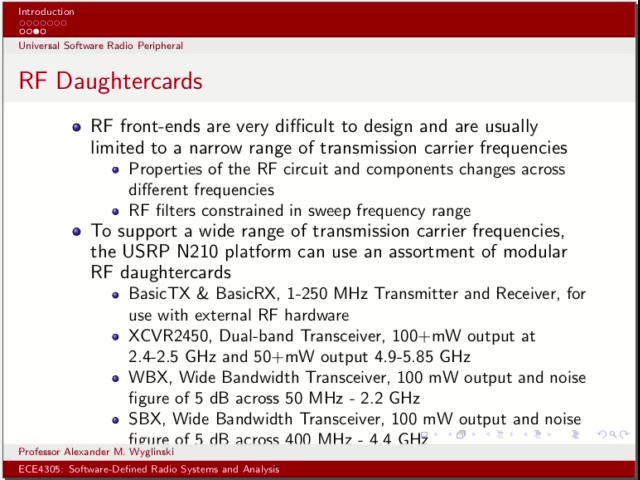 Introduction
Universal Software Radio Peripheral
RF Daughtercards
RF front-ends are very difficult to design and are usually
limited to a narrow range of transmission carrier frequencies
Properties of the RF circuit and components changes across
different frequencies
RF filters constrained in sweep frequency range
To support a wide range of transmission carrier frequencies,
the USRP N210 platform can use an assortment of modular
RF daughtercards
BasicTX & BasicRX, 1-250 MHz Transmitter and Receiver, for
use with external RF hardware
XCVR2450, Dual-band Transceiver, 100+mW output at
2.4-2.5 GHz and 50+mW output 4.9-5.85 GHz
WBX, Wide Bandwidth Transceiver, 100 mW output and noise
figure of 5 dB across 50 MHz - 2.2 GHz
SBX, Wide Bandwidth Transceiver, 100 mW output and noise
figure of 5 dB across 400 MHz - 4.4 GHz
Professor Alexander M. Wyglinski
ECE4305: Software-Defined Radio Systems and Analysis